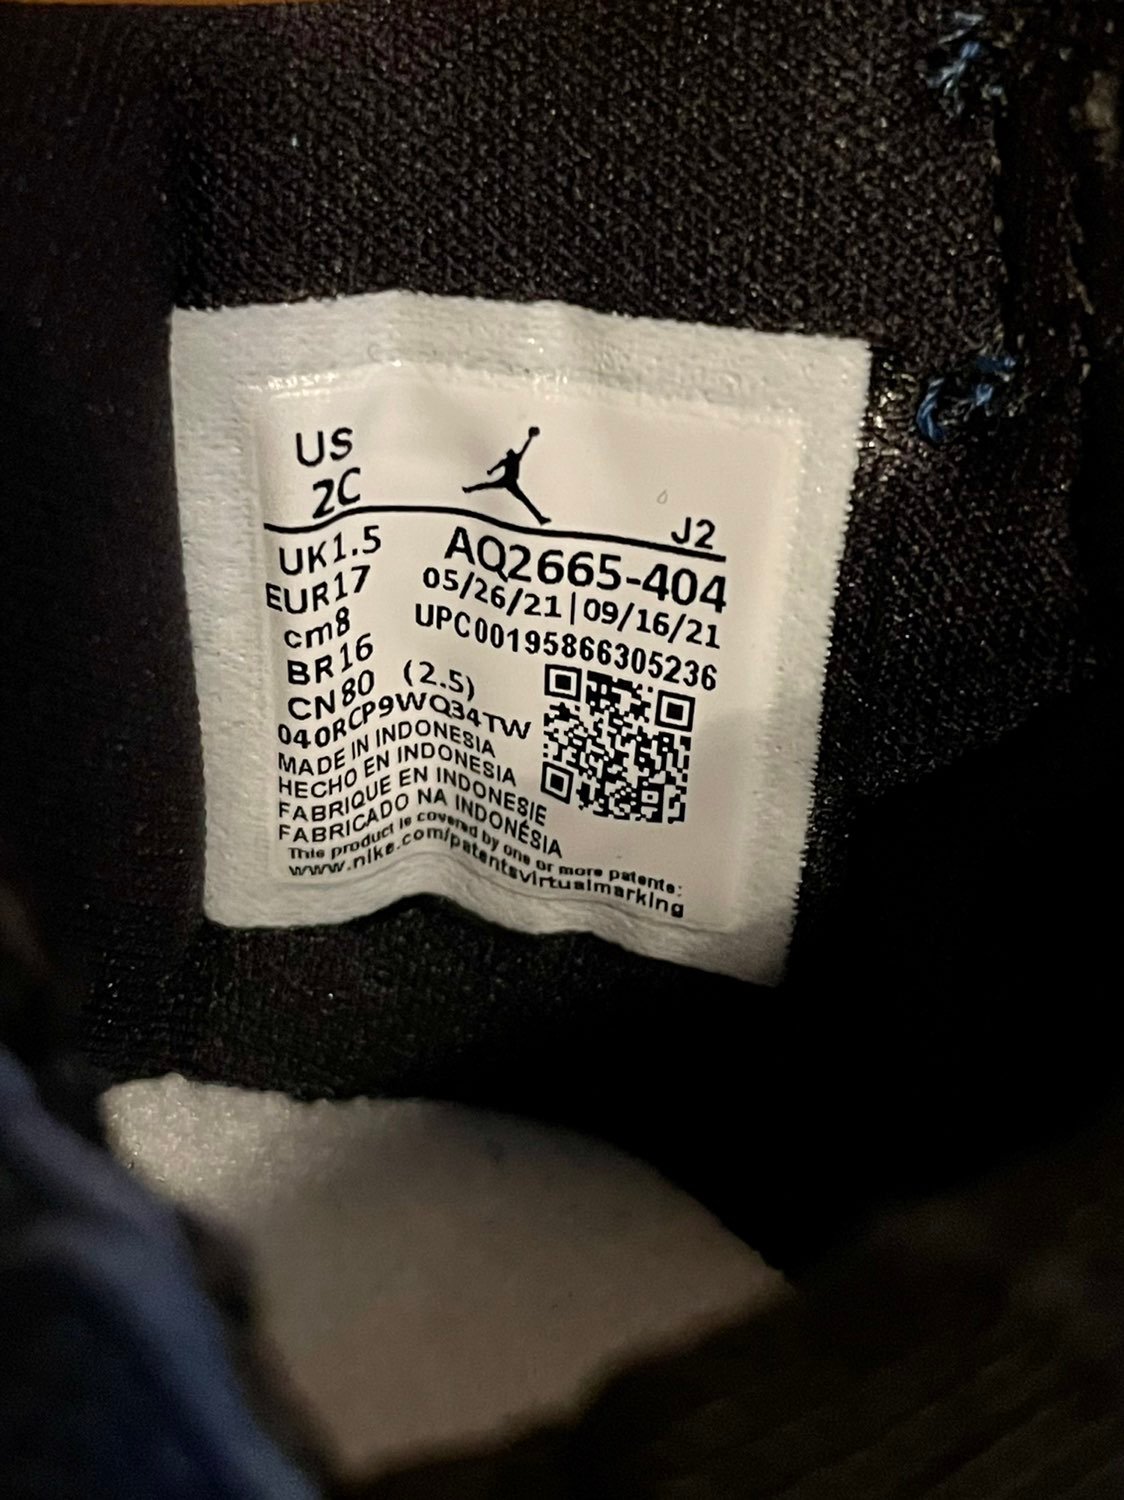 US
2C
J2
UK1.5
AQ2665-404
EUR17
05/26/21|09/16/21
cm8
UPC00195866305236
BR16
CN80 (2.5)
040RCP9WQ34TW
MADE IN INDONESIA
HECHO EN INDONESIA
FABRIQUE EN INDONESIE
FABRICADO NA INDONÉSIA
This product is covered by one or more patents:
www.nike.com/patentsvirtualmarking